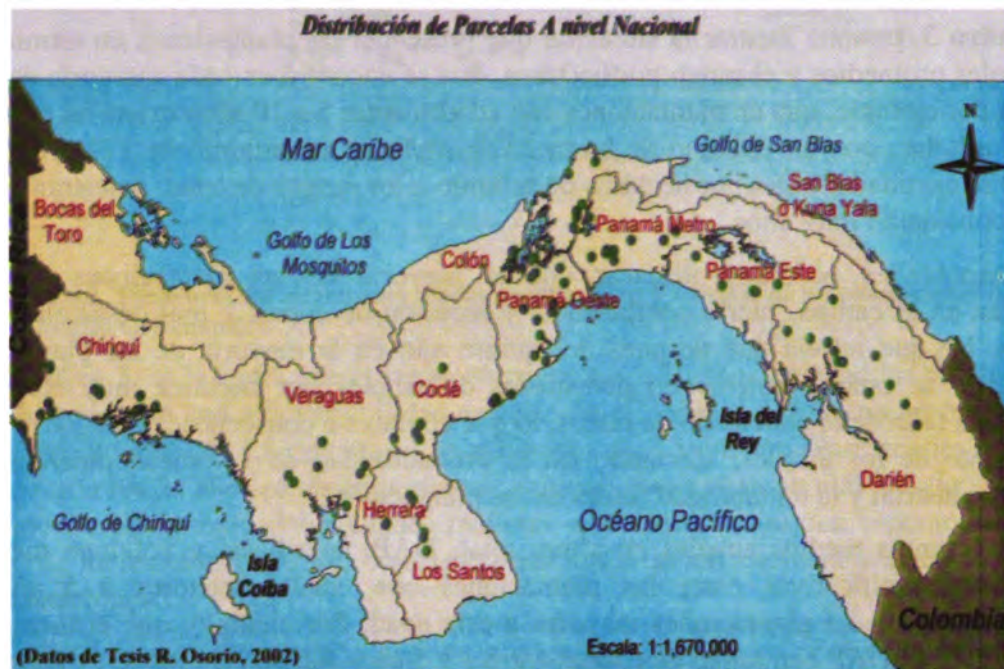 Distribución de Parcelas A nivel Nacional
N
Mar Caribe
Golfo de San Blas
San Blas
o Kuna Yala
Bocas del
Toro
Golfo de Los
Mosquitos
Colón
Panamá Metro
Panamá Este
Panamá Oeste
Chiriquí
Veraguas
Coclé
Isla del
Rey
Darién
Golfo de Chiriquí
Herrera
Océano Pacífico
Isla
Coiba
Los Santos
Colombia
(Datos de Tesis R. Osorio, 2002)
Escala: 1:1,670,000